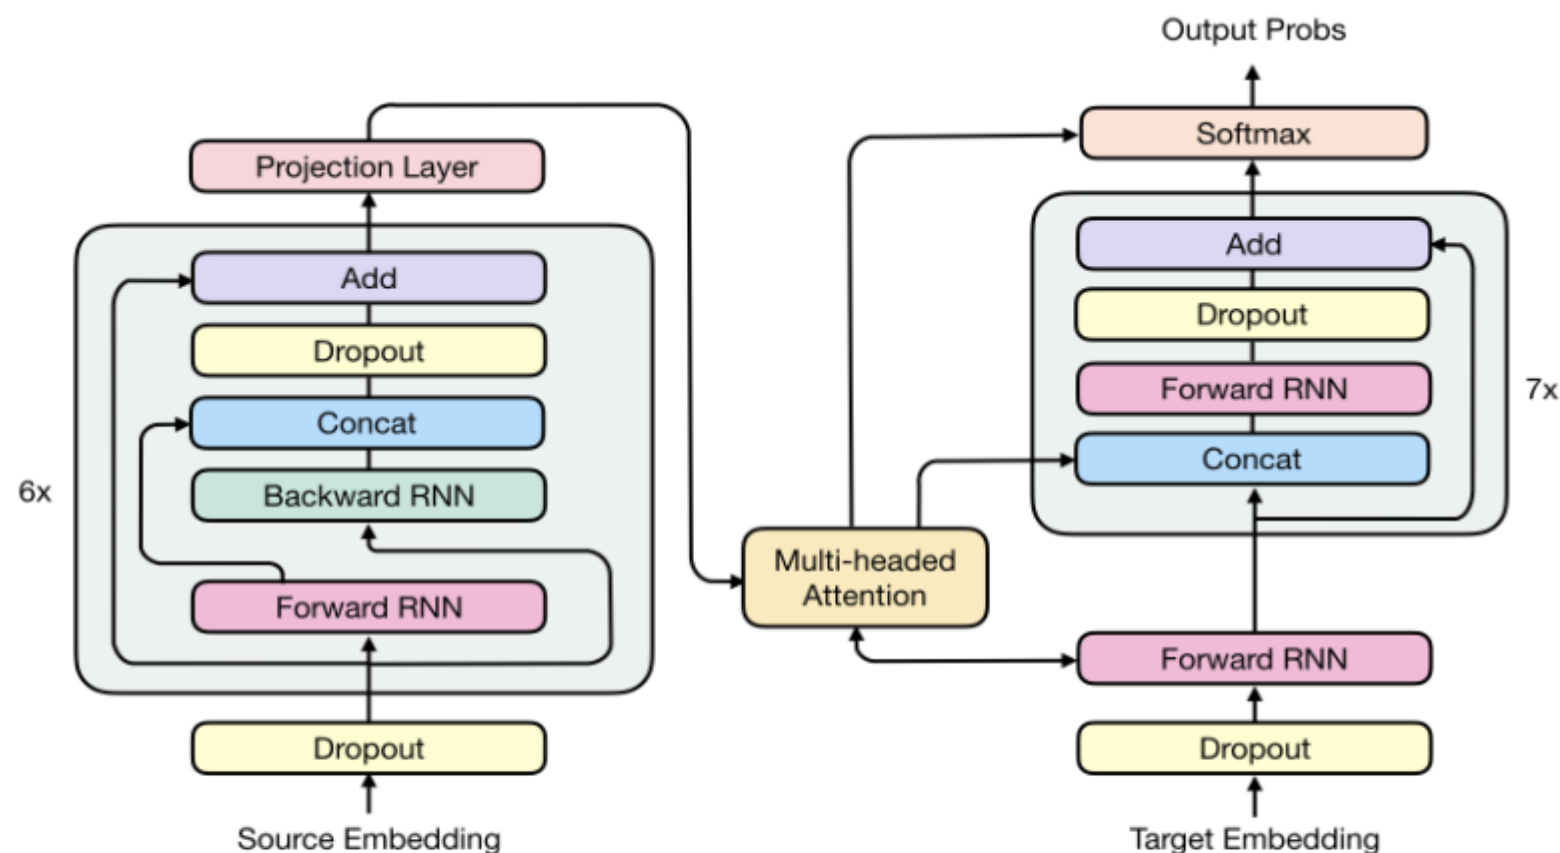 Projection Layer
Add
Dropout
Concat
Backward RNN
Forward RNN
6x
Dropout
Source Embedding
Multi-headed
Attention
Output Probs
Softmax
Add
Dropout
Forward RNN
Concat
7x
Forward RNN
Dropout
Target Embedding